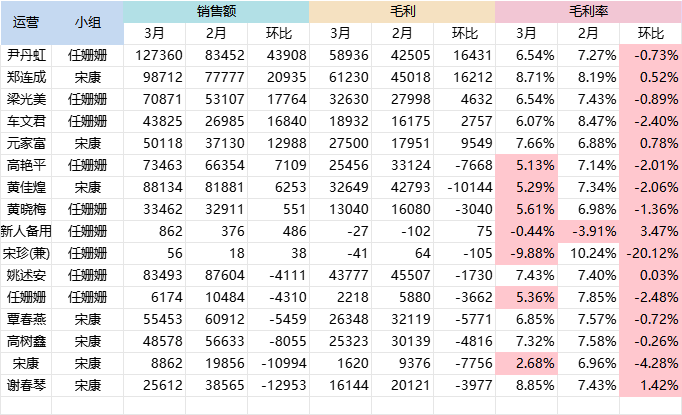 运营 小组 销售额 毛利 毛利率
3月 2月 环比 3月 2月 环比 3月 2月 环比
尹丹虹 任姗姗 127360 83452 43908 58936 42505 16431 6.54% 7.27% -0.73%
郑连成 宋康 98712 77777 20935 61230 45018 16212 8.71% 8.19% 0.52%
梁光美 任姗姗 70871 53107 17764 32630 27998 4632 6.54% 7.43% -0.89%
车文君 任姗姗 43825 26985 16840 18932 16175 2757 6.07% 8.47% -2.40%
元家富 宋康 50118 37130 12988 27500 17951 9549 7.66% 6.88% 0.78%
高艳平 任姗姗 73463 66354 7109 25456 33124 -7668 5.13% 7.14% -2.01%
黄佳煌 宋康 88134 81881 6253 32649 42793 -10144 5.29% 7.34% -2.06%
黄晓梅 任姗姗 33462 32911 551 13040 16080 -3040 5.61% 6.98% -1.36%
新人备用 任姗姗 862 376 486 -27 -102 75 -0.44% -3.91% 3.47%
宋珍(兼) 任姗姗 56 18 38 -41 64 -105 -9.88% 10.24% -20.12%
姚述安 任姗姗 83493 87604 -4111 43777 45507 -1730 7.43% 7.40% 0.03%
任姗姗 任姗姗 6174 10484 -4310 2218 5880 -3662 5.36% 7.85% -2.48%
覃春燕 宋康 55453 60912 -5459 26348 32119 -5771 6.85% 7.57% -0.72%
高树鑫 宋康 48578 56633 -8055 25323 30139 -4816 7.32% 7.58% -0.26%
宋康 宋康 8862 19856 -10994 1620 9376 -7756 2.68% 6.96% -4.28%
谢春琴 宋康 25612 38565 -12953 16144 20121 -3977 8.85% 7.43% 1.42%